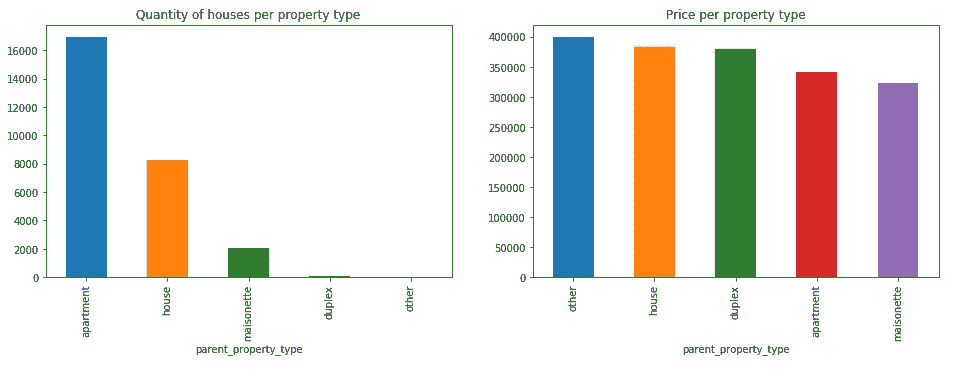 Quantity of houses per property type
16000
14000
12000
10000
8000
6000
4000
2000
0
apartment
house
maisonette
duplex
other
parent_property_type
Price per property type
400000
350000
300000
250000
200000
150000
100000
50000
0
other
house
duplex
apartment
maisonette
parent_property_type